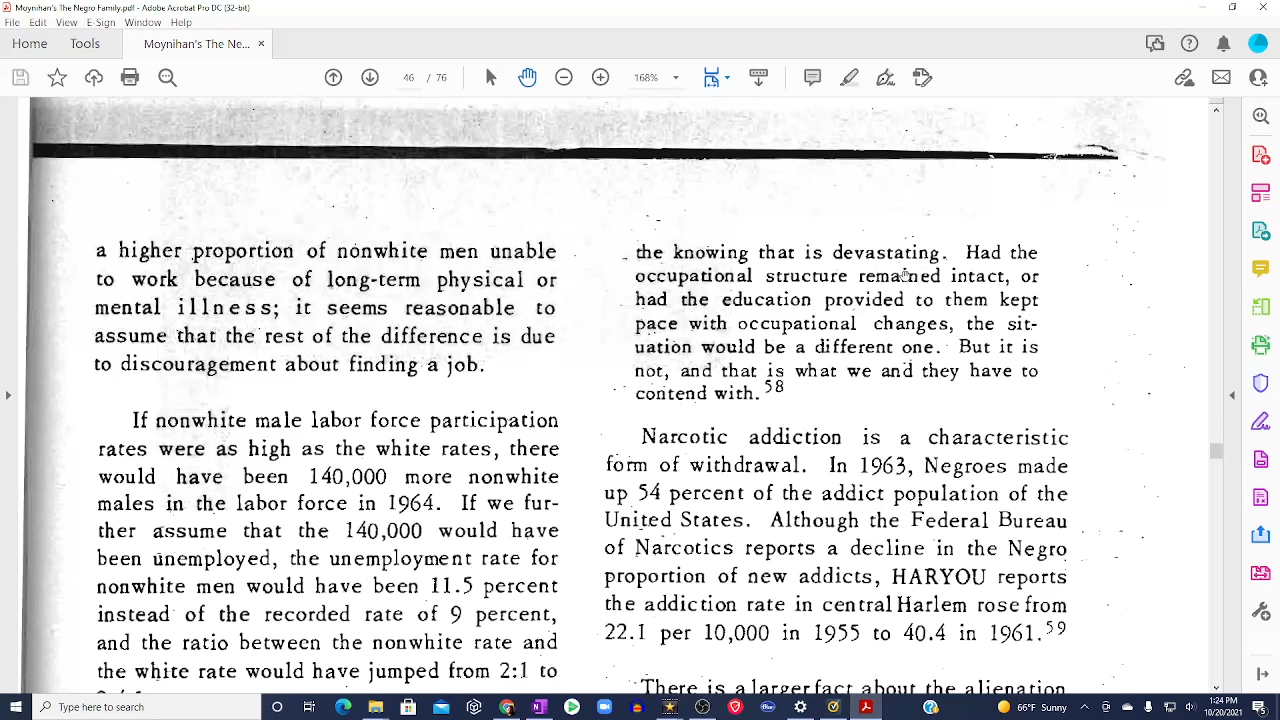 Moynihan's The Negro Family.pdf - Adobe Acrobat Pro DC (32-bit)
File Edit View E-Sign Window Help
Home Tools Moynihan's The Ne... ×
46 / 76 168%
a higher proportion of nonwhite men unable
to work because of long-term physical or
mental illness; it seems reasonable to
assume that the rest of the difference is due
to discouragement about finding a job.
If nonwhite male labor force participation
rates were as high as the white rates, there
would have been 140,000 more nonwhite
males in the labor force in 1964. If we fur-
ther assume that the 140,000 would have
been unemployed, the unemployment rate for
nonwhite men would have been 11.5 percent
instead of the recorded rate of 9 percent,
and the ratio between the nonwhite rate and
the white rate would have jumped from 2:1 to
the knowing that is devastating. Had the
occupational structure remained intact, or
had the education provided to them kept
pace with occupational changes, the sit-
uation would be a different one. But it is
not, and that is what we and they have to
contend with.58
Narcotic addiction is a characteristic
form of withdrawal. In 1963, Negroes made
up 54 percent of the addict population of the
United States. Although the Federal Bureau
of Narcotics reports a decline in the Negro
proportion of new addicts, HARYOU reports
the addiction rate in central Harlem rose from
22.1 per 10,000 in 1955 to 40.4 in 1961.59
There is a larger fact about the alienation
Type here to search
66°F Sunny
1:24 PM
10/20/2021